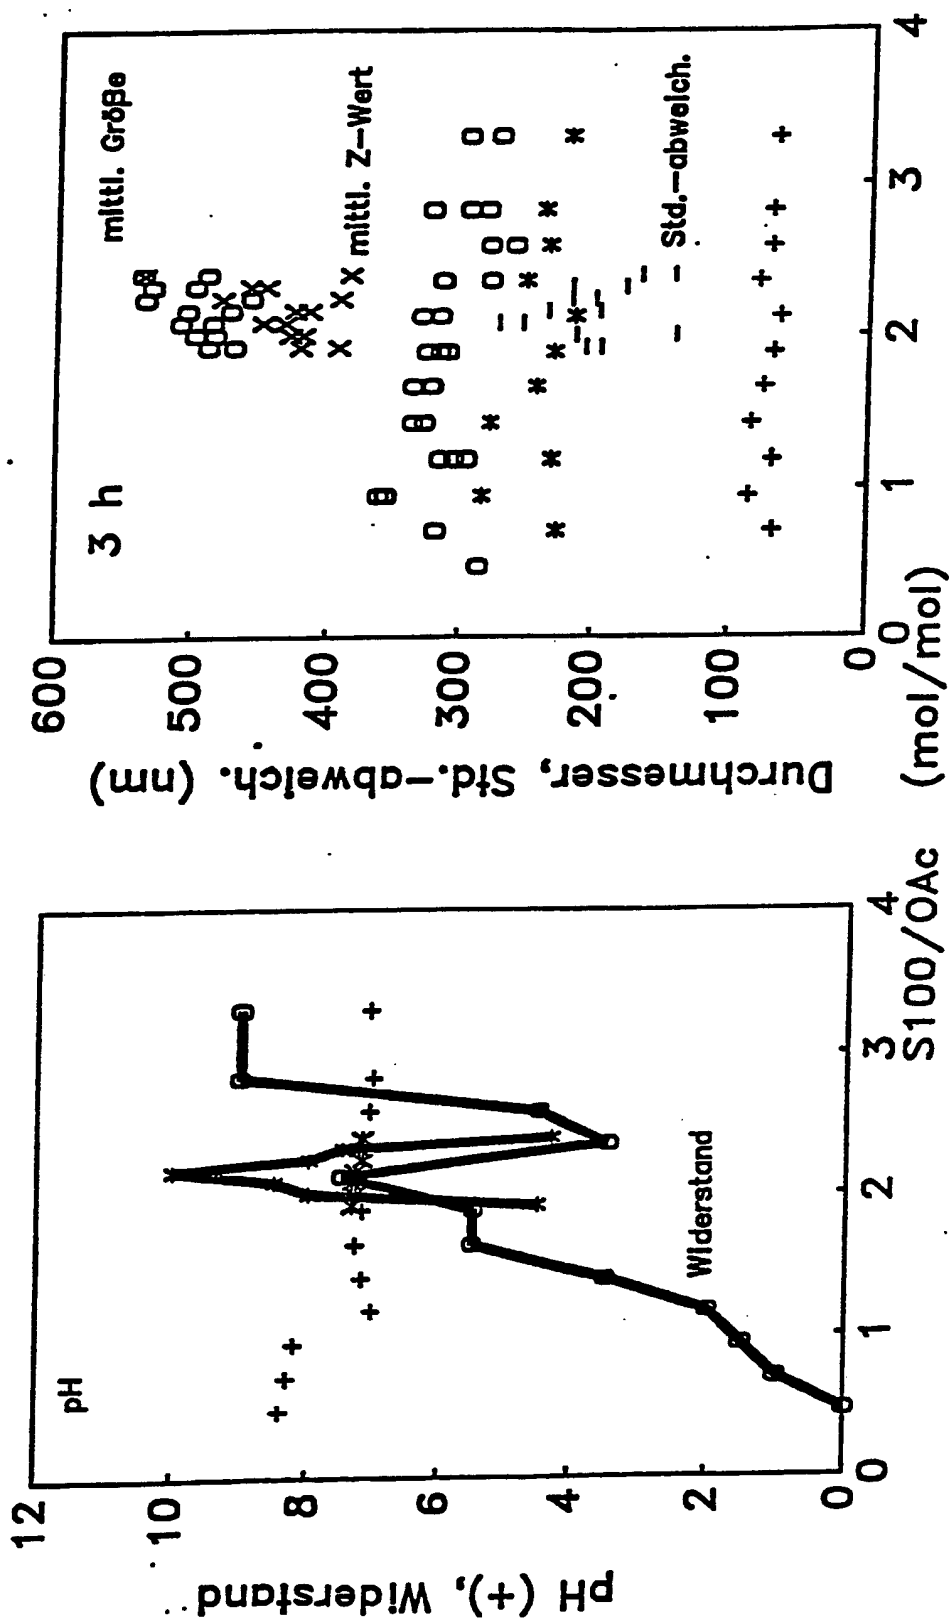 pH (+), Widerstand
12
10
8
6
4
2
0
pH
Widerstand
0
1
2
3
4
S100/OAc (mol/mol)
Durchmesser, Std.-abweich. (nm)
600
500
400
300
200
100
0
3 h
mittl. Größe
mittl. Z-Wert
Std.-abweich.
0
1
2
3
4